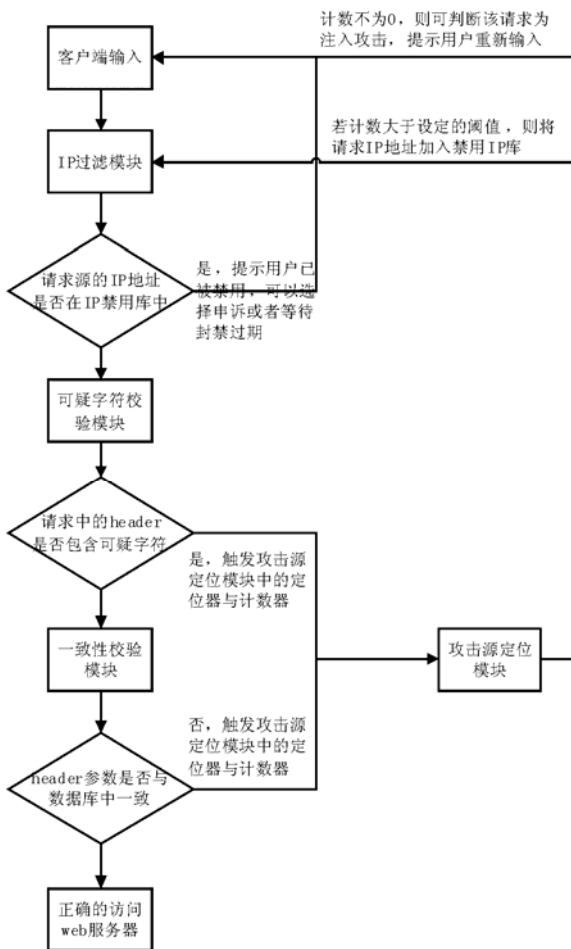 计数不为0，则可判断该请求为
注入攻击，提示用户重新输入
客户端输入
若计数大于设定的阈值，则将
请求IP地址加入禁用IP库
IP过滤模块
请求源的IP地址
是否在IP禁用库中
是，提示用户已
被禁用，可以选
择申诉或者等待
封禁过期
可疑字符校
验模块
请求中的header
是否包含可疑字符
是，触发攻击源
定位模块中的定
位器与计数器
一致性校验
模块
攻击源定位
模块
否，触发攻击源
定位模块中的定
位器与计数器
header参数是否与
数据库中一致
正确的访问
web服务器